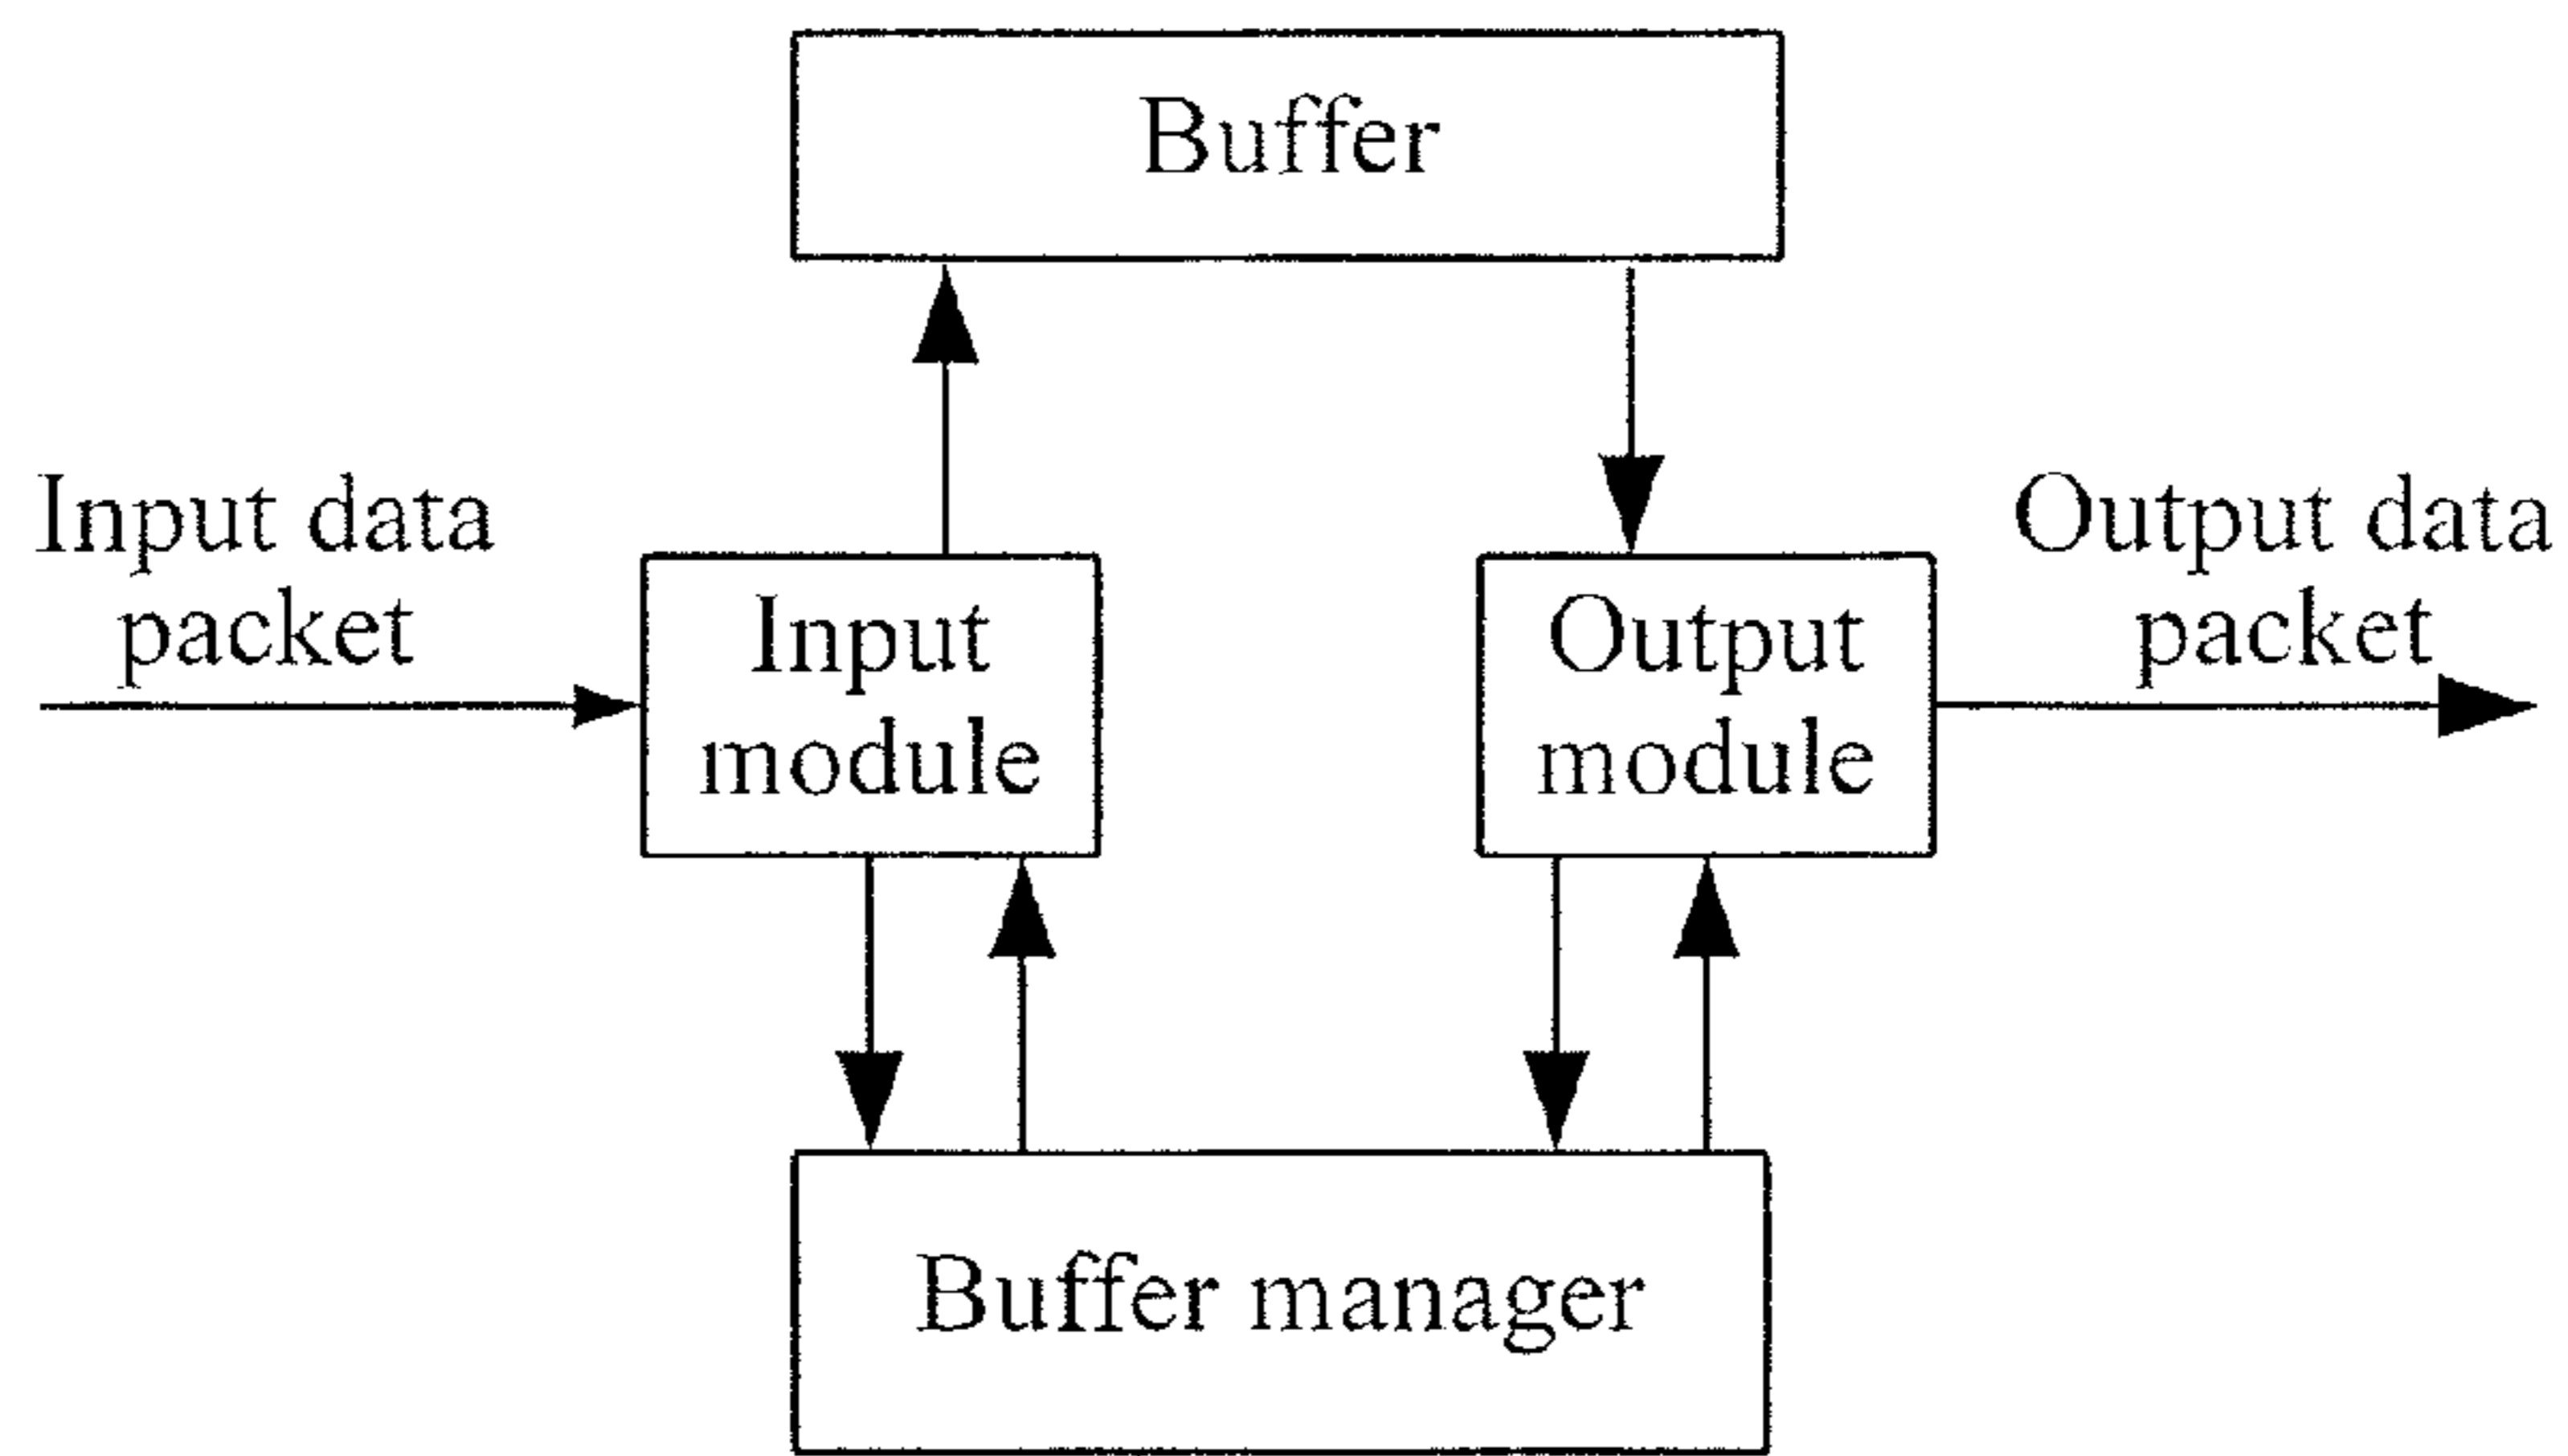 Buffer
Input data
packet
Input
module
Output
module
Output data
packet
Buffer manager